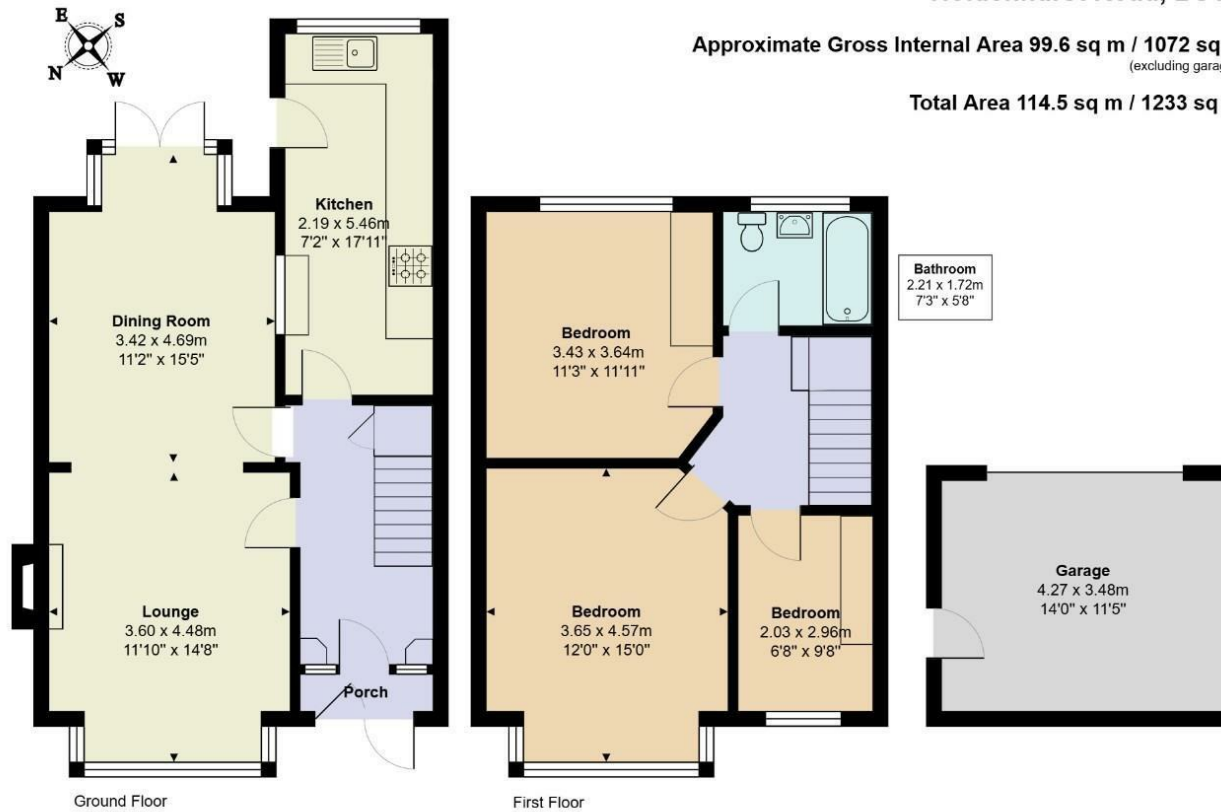 Approximate Gross Internal Area 99.6 sq m / 1072 sq
(excluding garag
Total Area 114.5 sq m / 1233 sq
E
S
N
W
Kitchen
2.19 x 5.46m
7'2" x 17'11"
Dining Room
3.42 x 4.69m
11'2" x 15'5"
Lounge
3.60 x 4.48m
11'10" x 14'8"
Porch
Ground Floor
Bedroom
3.43 x 3.64m
11'3" x 11'11"
Bathroom
2.21 x 1.72m
7'3" x 5'8"
Bedroom
3.65 x 4.57m
12'0" x 15'0"
Bedroom
2.03 x 2.96m
6'8" x 9'8"
First Floor
Garage
4.27 x 3.48m
14'0" x 11'5"